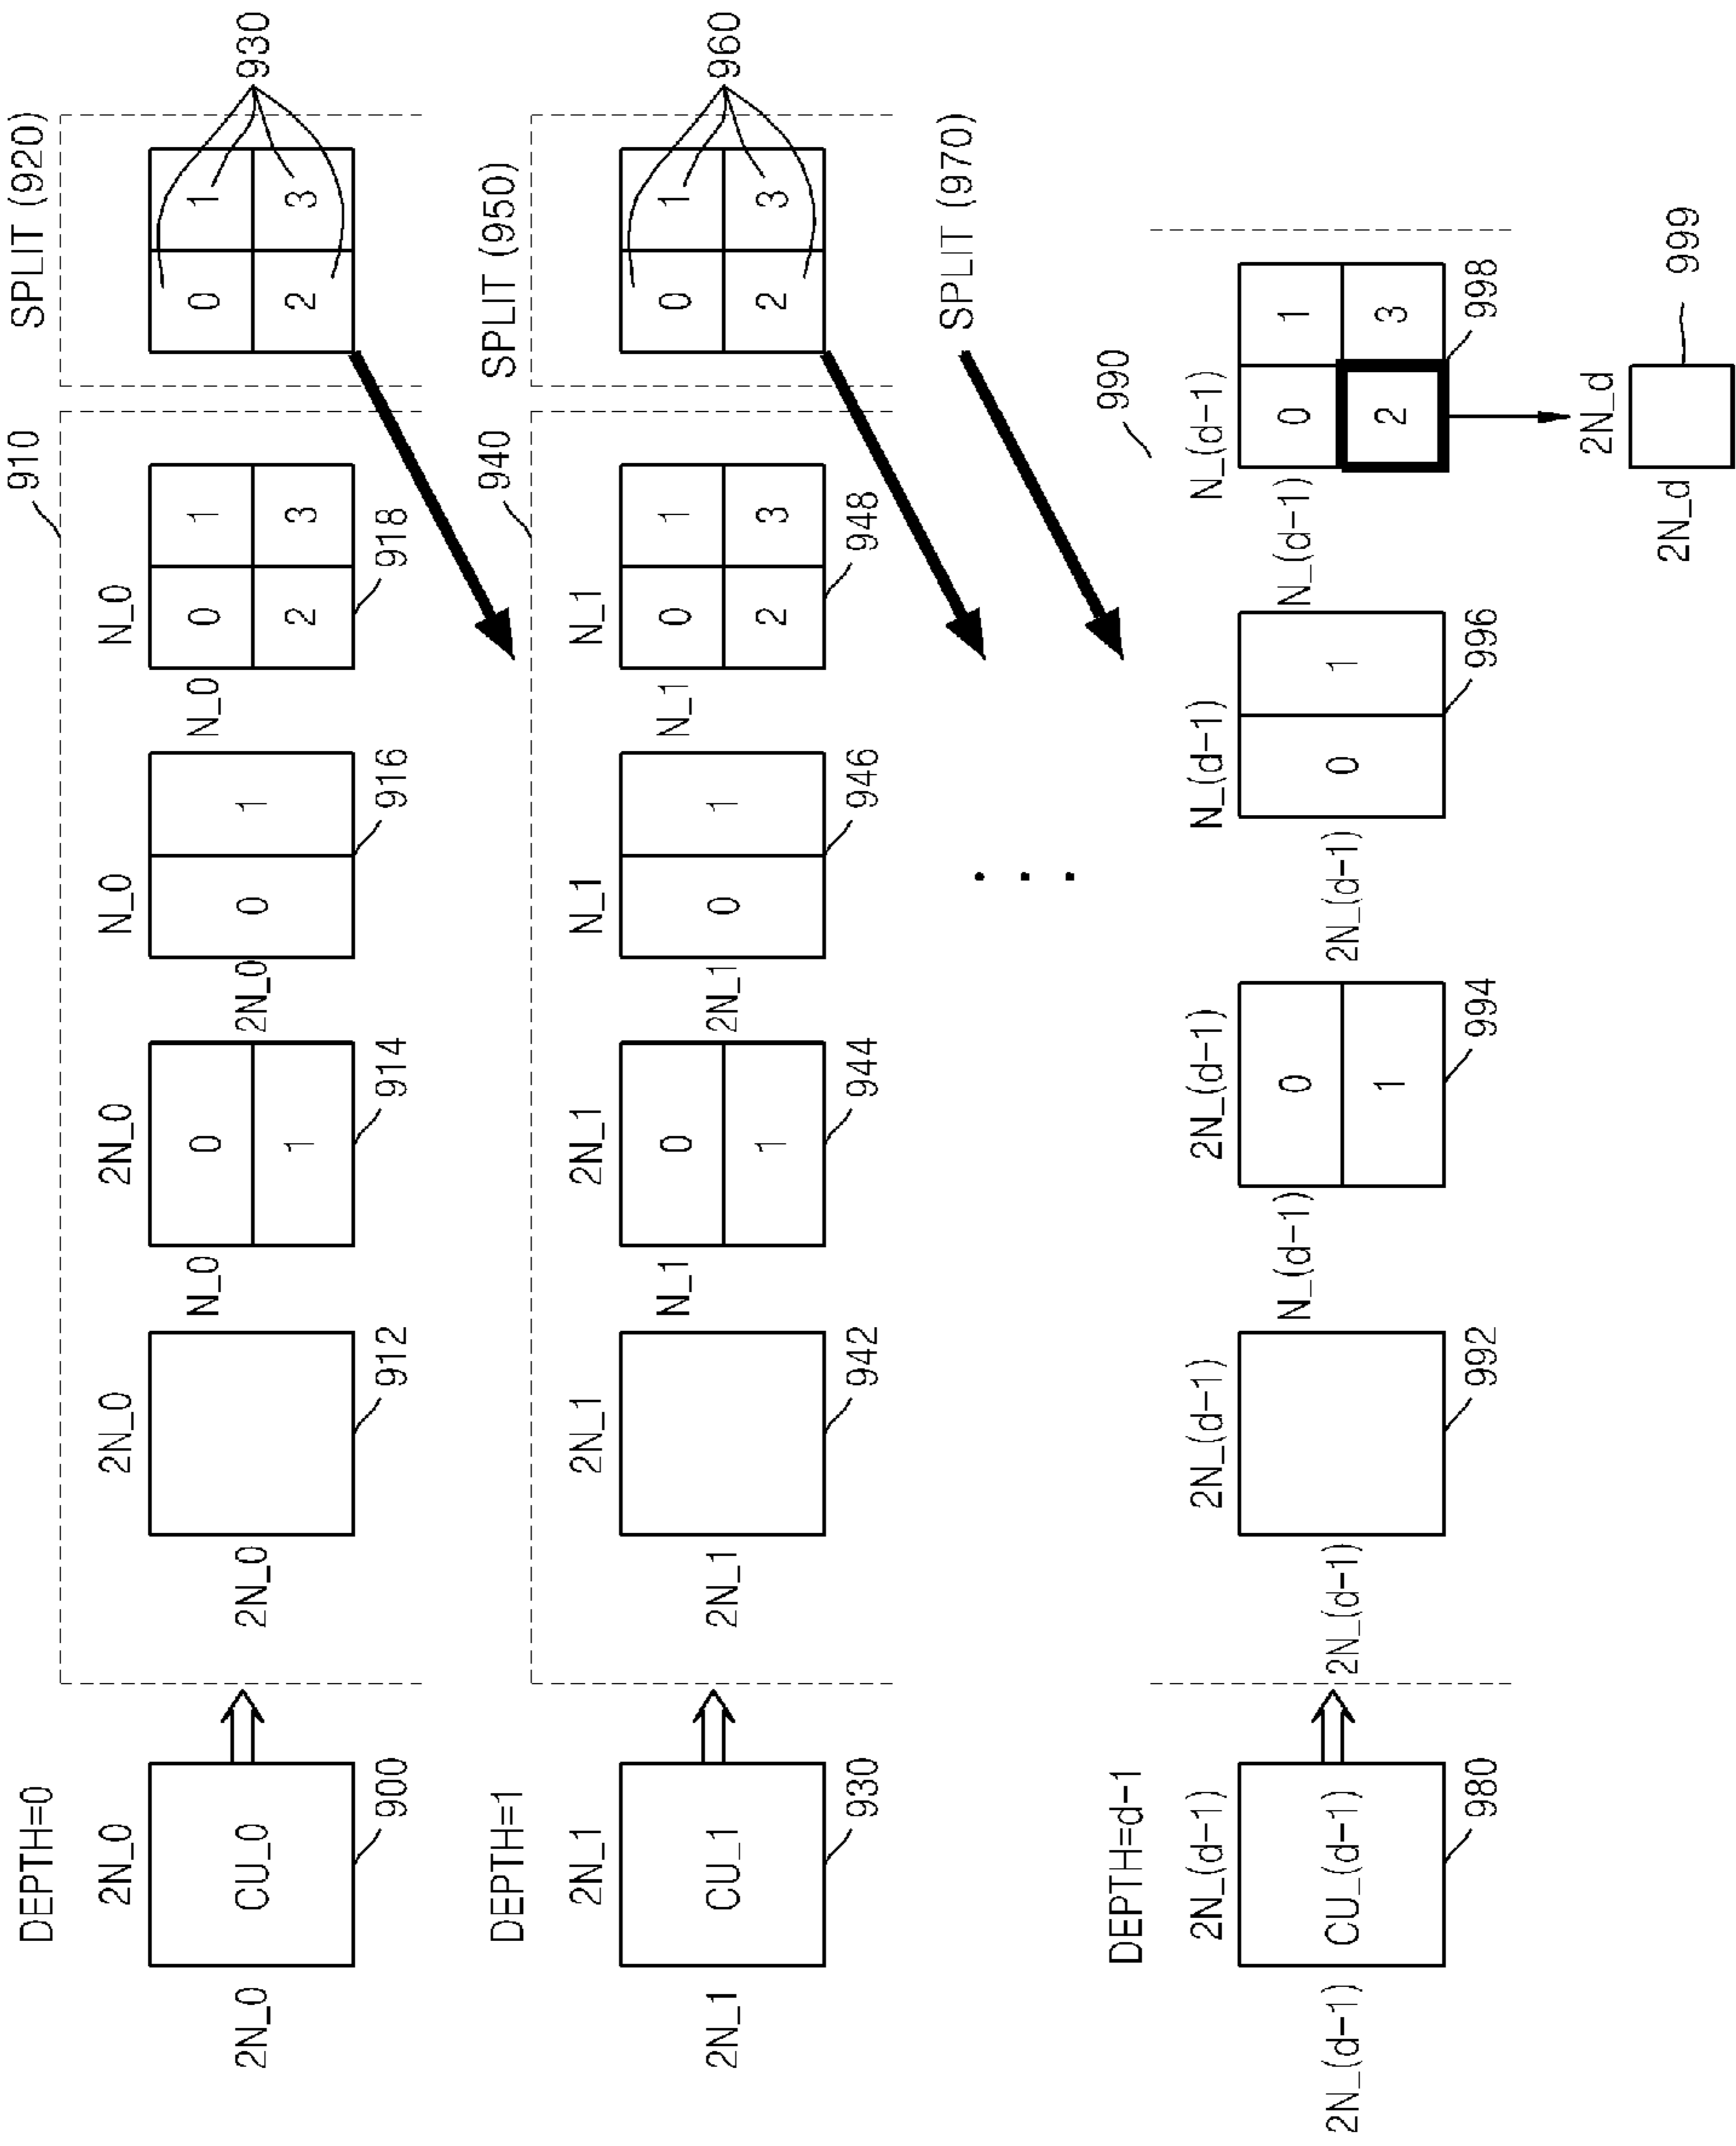 DEPTH=0
2N_0
2N_0
CU_0
900
910
2N_0
2N_0
912
2N_0
N_0
0
1
914
N_0
2N_0
0
1
916
N_0
N_0
0
1
2
3
918
SPLIT (920)
0
1
2
3
930
DEPTH=1
2N_1
2N_1
CU_1
930
940
2N_1
2N_1
942
2N_1
N_1
0
1
944
N_1
2N_1
0
1
946
N_1
N_1
0
1
2
3
948
SPLIT (950)
0
1
2
3
960
SPLIT (970)
DEPTH=d-1
2N_(d-1)
2N_(d-1)
CU_(d-1)
980
990
2N_(d-1)
2N_(d-1)
992
2N_(d-1)
N_(d-1)
0
1
994
N_(d-1)
2N_(d-1)
0
1
996
N_(d-1)
N_(d-1)
0
1
2
3
998
2N_d
2N_d
999